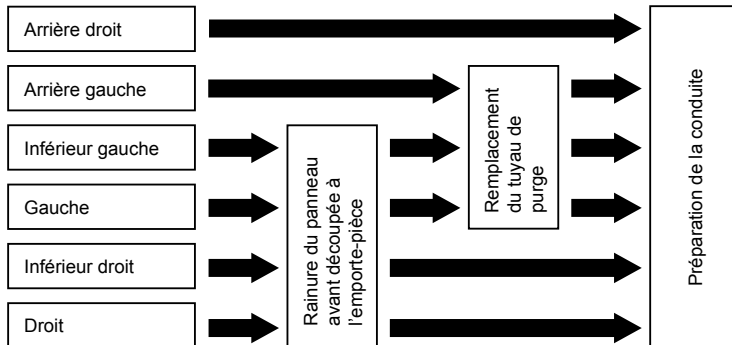 Arrière droit
Arrière gauche
Inférieur gauche
Gauche
Inférieur droit
Droit
Rainure du panneau
avant découpée à
l'emporte-pièce
Remplacement
du tuyau de
purge
Préparation de la conduite